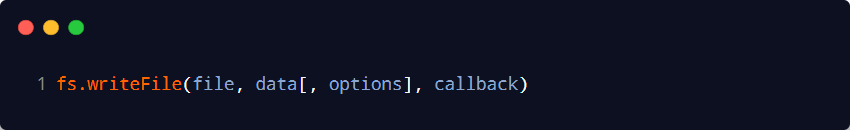 1 fs.writeFile(file, data[, options], callback)